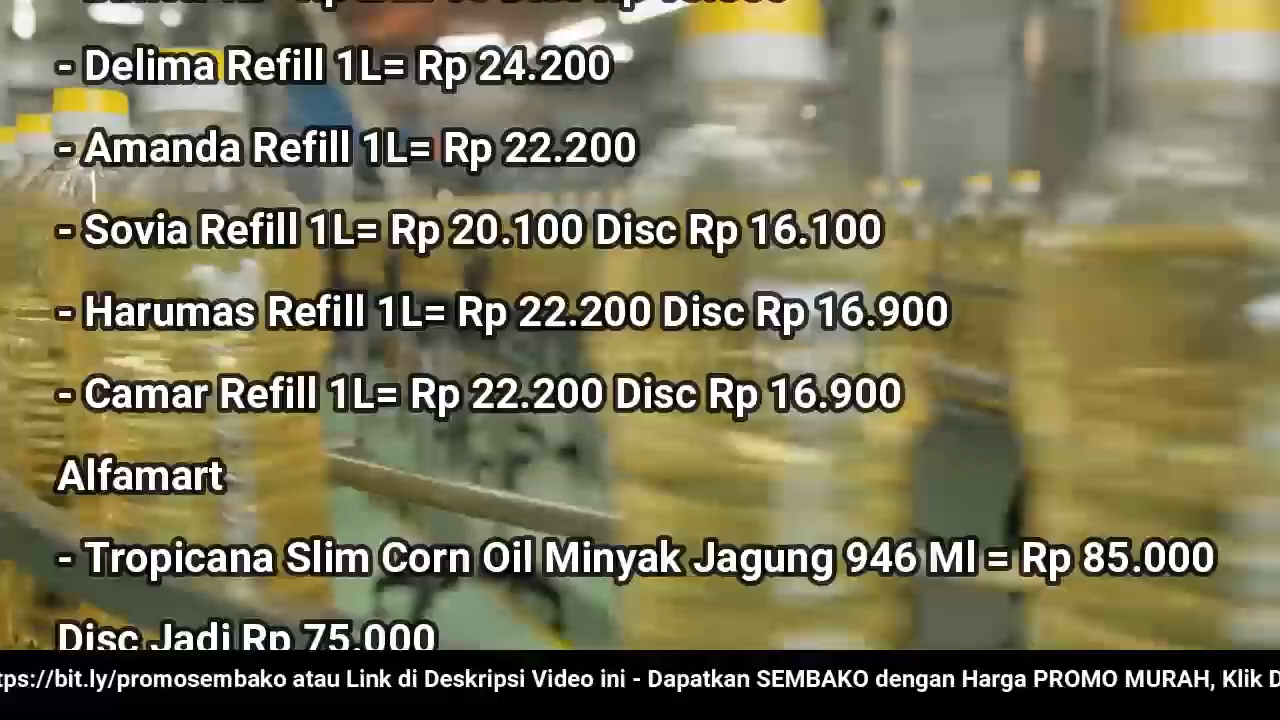 - Delima Refill 1L= Rp 24.200
- Amanda Refill 1L= Rp 22.200
- Sovia Refill 1L= Rp 20.100 Disc Rp 16.100
- Harumas Refill 1L= Rp 22.200 Disc Rp 16.900
- Camar Refill 1L= Rp 22.200 Disc Rp 16.900
Alfamart
- Tropicana Slim Corn Oil Minyak Jagung 946 Ml = Rp 85.000
Disc Jadi Rp 75.000
tps://bit.ly/promosembako atau Link di Deskripsi Video ini - Dapatkan SEMBAKO dengan Harga PROMO MURAH, Klik D